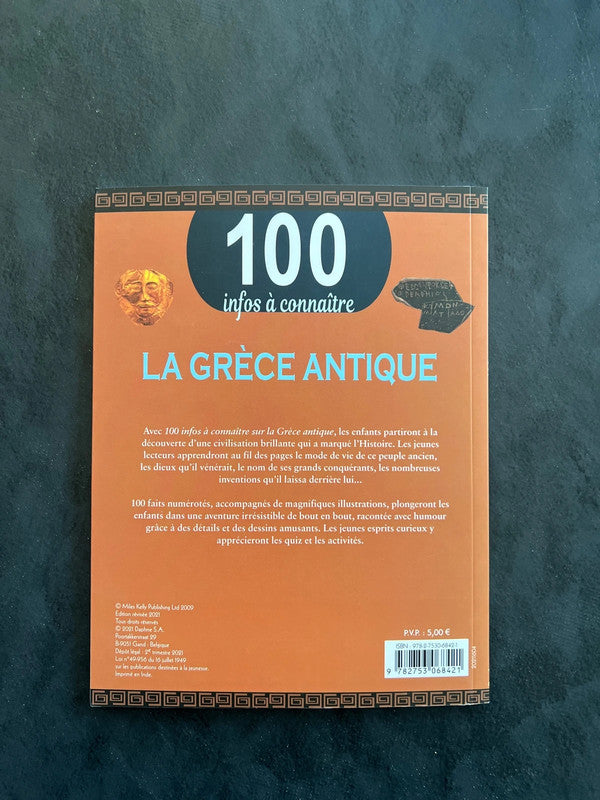 100
infos à connaître
LA GRÈCE ANTIQUE
Avec 100 infos à connaître sur la Grèce antique, les enfants partiront à la
découverte d'une civilisation brillante qui a marqué l'Histoire. Les jeunes
lecteurs apprendront au fil des pages le mode de vie de ce peuple ancien,
les dieux qu'il vénérait, le nom de ses grands conquérants, les nombreuses
inventions qu'il laissa derrière lui...
100 faits numérotés, accompagnés de magnifiques illustrations, plongeront les
enfants dans une aventure irrésistible de bout en bout, racontée avec humour
grâce à des détails et des dessins amusants. Les jeunes esprits curieux y
apprécieront les quiz et les activités.
© Miles Kelly Publishing Ltd 2009
Édition révisée 2021
Tous droits réservés
© 2021 Daphne S.A.
Poortakkerstraat 29
B-9051 Gand - Belgique
Dépôt légal : 2e trimestre 2021
Loi n° 49-956 du 16 juillet 1949
sur les publications destinées à la jeunesse.
Imprimé en Inde.
P.V.P. : 5,00 €
9 782753 068421